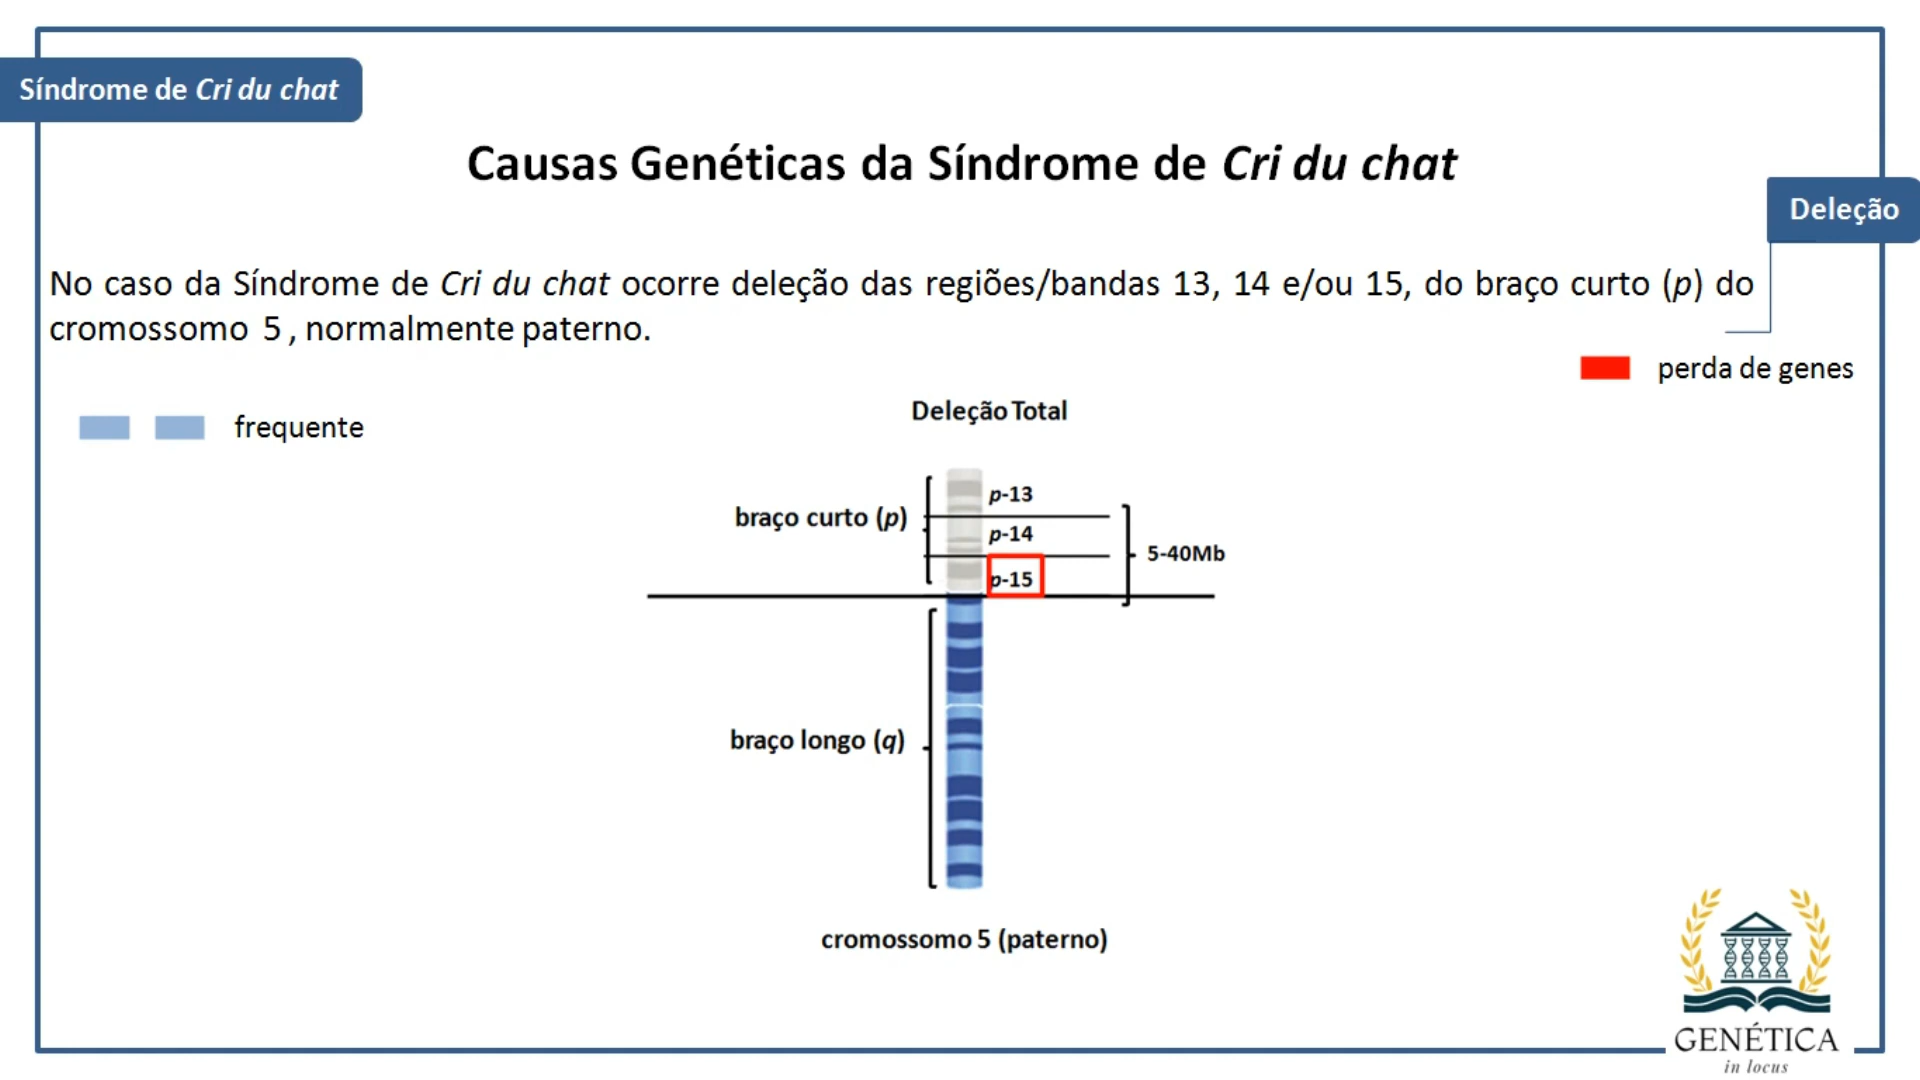 Síndrome de Cri du chat
Causas Genéticas da Síndrome de Cri du chat
Deleção
No caso da Síndrome de Cri du chat ocorre deleção das regiões/bandas 13, 14 e/ou 15, do braço curto (p) do
cromossomo 5 , normalmente paterno.
perda de genes
frequente
Deleção Total
p-13
braço curto (p)
p-14
5-40Mb
p-15
braço longo (q)
cromossomo 5 (paterno)
GENÉTICA
in locus